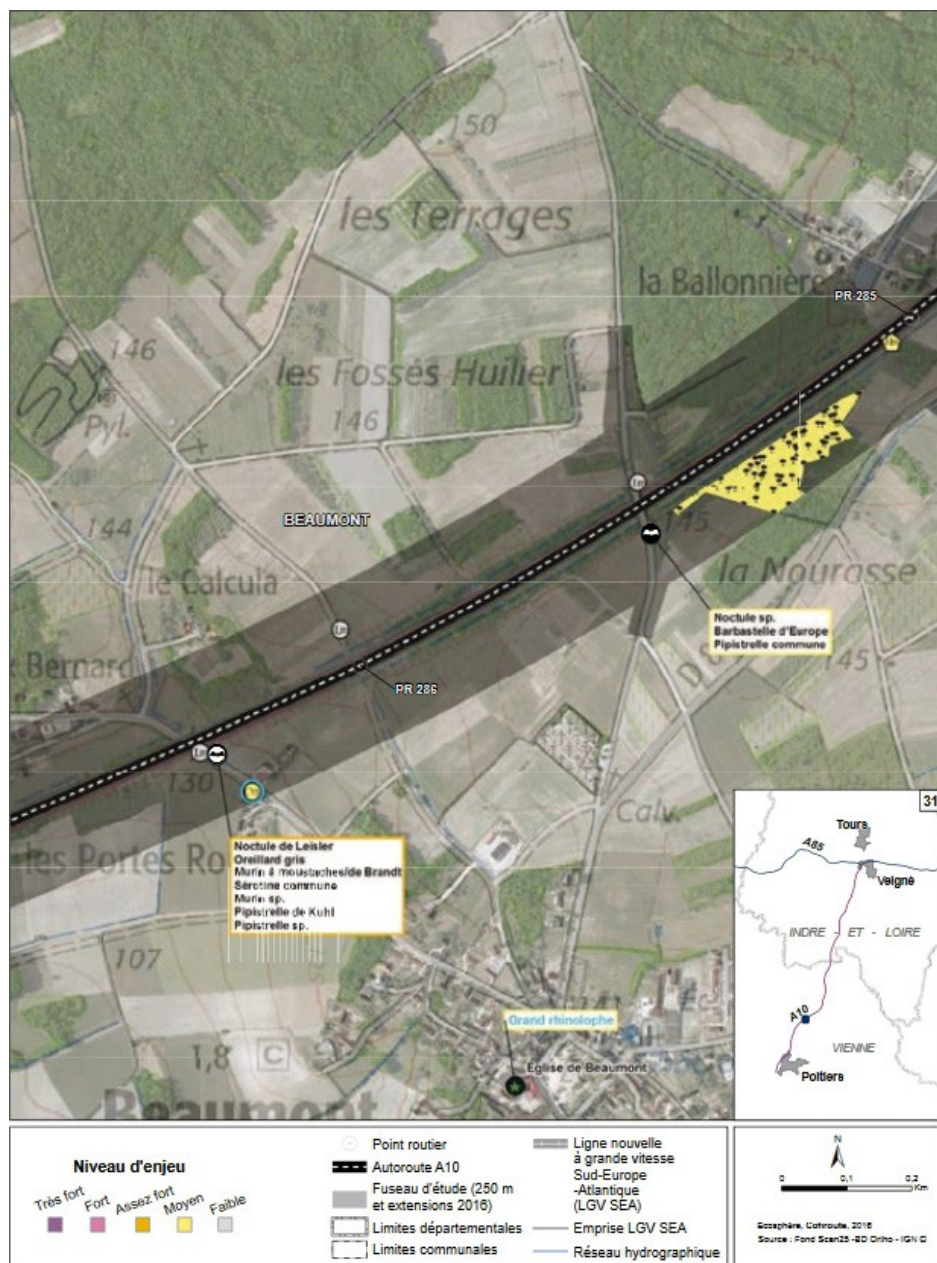 150
les Terrages
la Ballonnière
PR 285
146
les Fossés Huilier
Pyl.
146
144
BEAUMONT
145
le Calcula
la Nourasse
Noctule sp.
Barbastelle d'Europe
Pipistrelle commune
145
Bernard
PR 286
130
Calv.
les Portes Ro
Noctule de Leisler
Oreillard gris
Murin à moustaches/de Brandt
Sérotine commune
Murin sp.
Pipistrelle de Kuhl
Pipistrelle sp.
107
Grand rhinolophe
1,8
C
Église de Beaumont
Beaumont
31
Tours
A85
Veigné
INDRE - ET - LOIRE
A10
VIENNE
Poitiers
Niveau d'enjeu
Très fort
Fort
Assez fort
Moyen
Faible
Point routier
Autoroute A10
Fuseau d'étude (250 m
et extensions 2016)
Limites départementales
Limites communales
Ligne nouvelle
à grande vitesse
Sud-Europe
-Atlantique
(LGV SEA)
Emprise LGV SEA
Réseau hydrographique
N
0
0,1
0,2
Km
Ecosphère, Cofiroute, 2016
Source : Fond Scan25 -BD Ortho - IGN ©